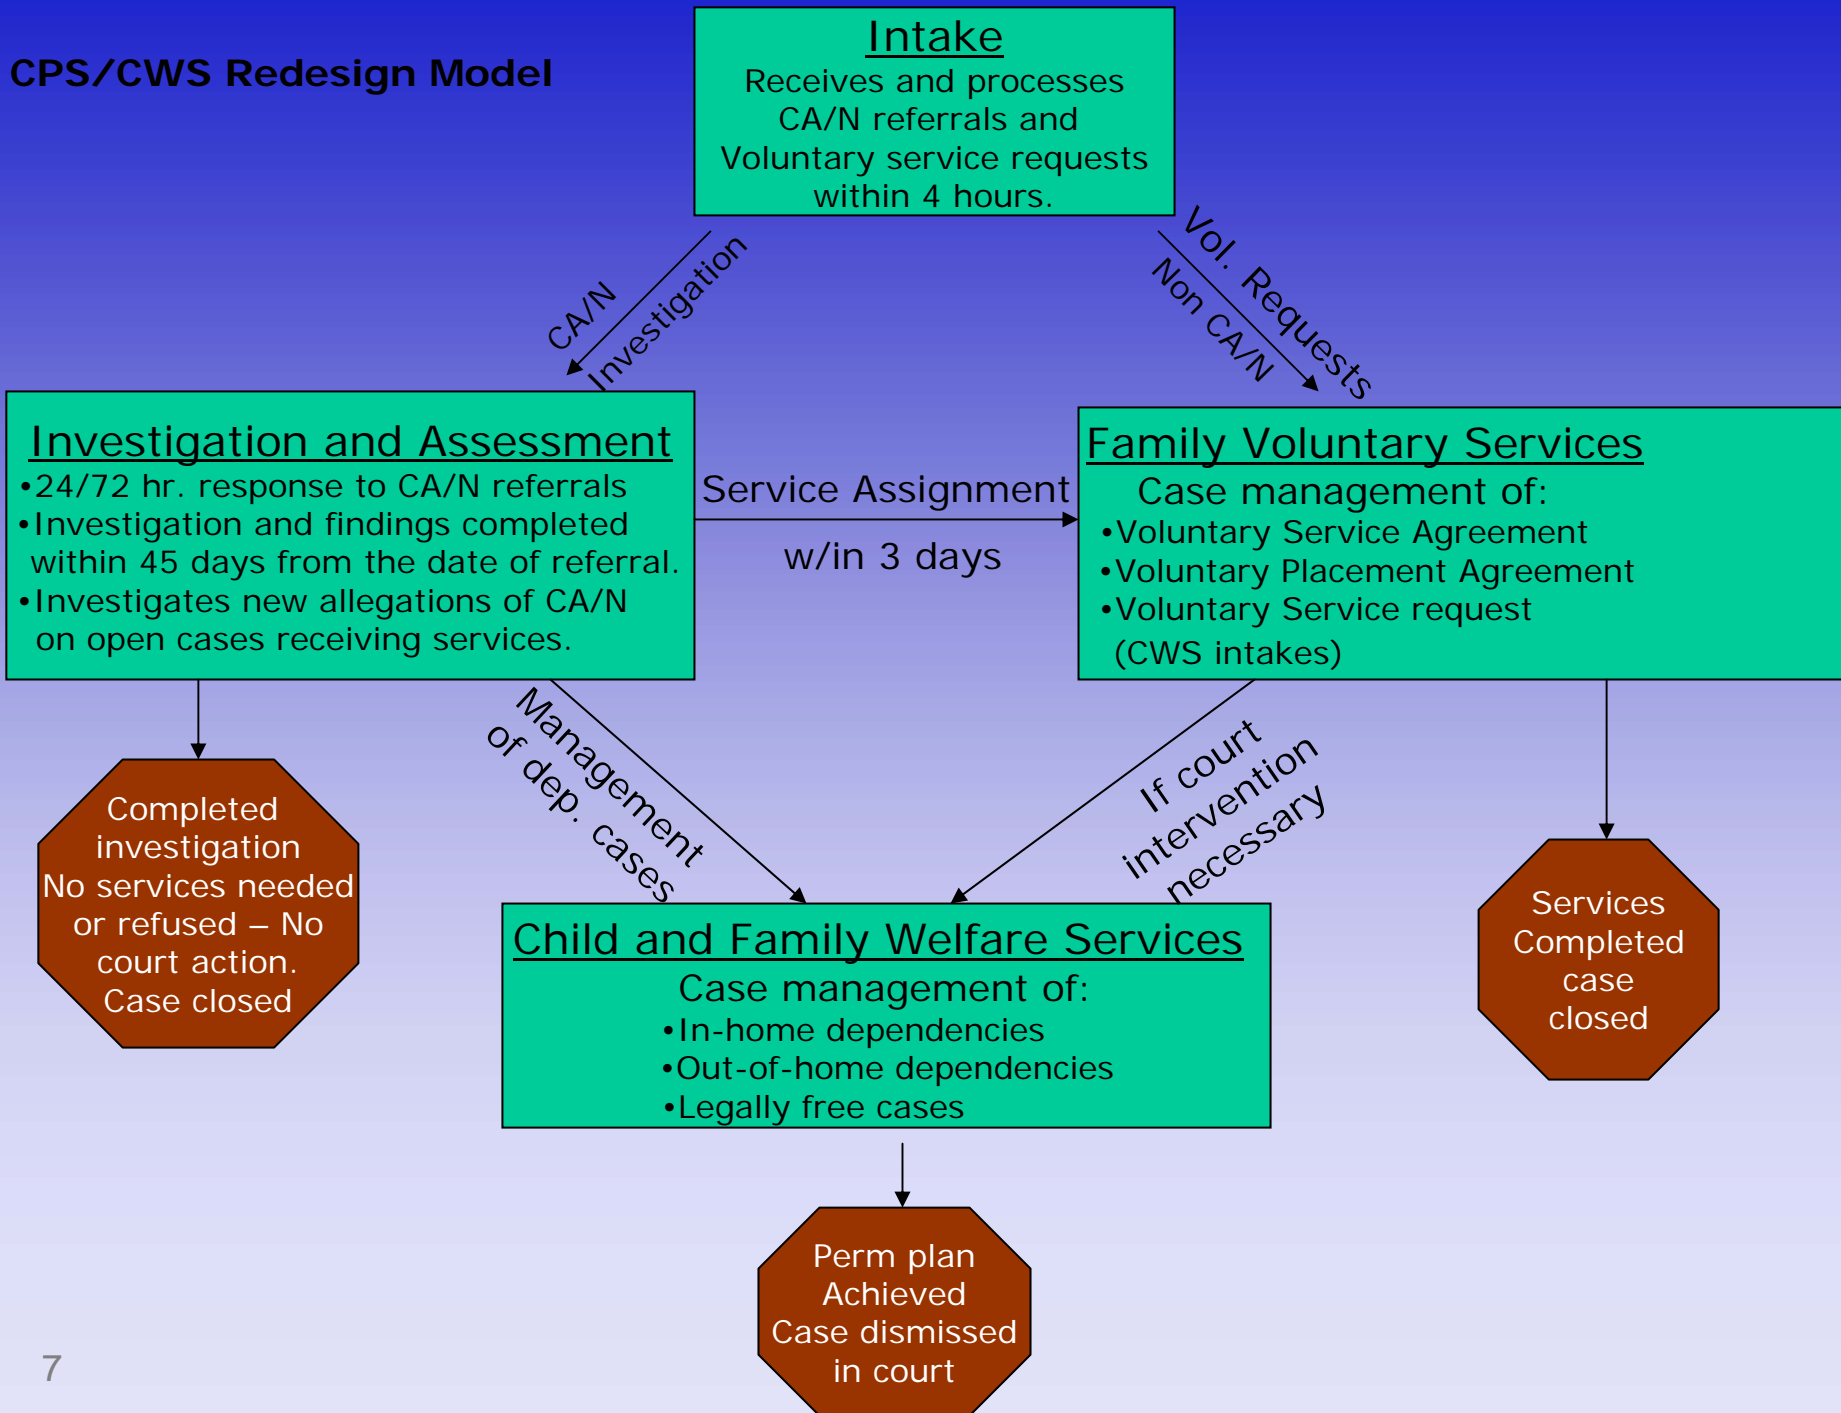 CPS/CWS Redesign Model
Intake
Receives and processes
CA/N referrals and
Voluntary service requests
within 4 hours.
CA/N
Investigation
Vol. Requests
Non CA/N
Investigation and Assessment
•24/72 hr. response to CA/N referrals
•Investigation and findings completed
within 45 days from the date of referral.
•Investigates new allegations of CA/N
on open cases receiving services.
Service Assignment
w/in 3 days
Family Voluntary Services
Case management of:
•Voluntary Service Agreement
•Voluntary Placement Agreement
•Voluntary Service request
(CWS intakes)
Management
of dep. cases
If court
intervention
necessary
Completed
investigation
No services needed
or refused – No
court action.
Case closed
Child and Family Welfare Services
Case management of:
•In-home dependencies
•Out-of-home dependencies
•Legally free cases
Services
Completed
case
closed
Perm plan
Achieved
Case dismissed
in court
7